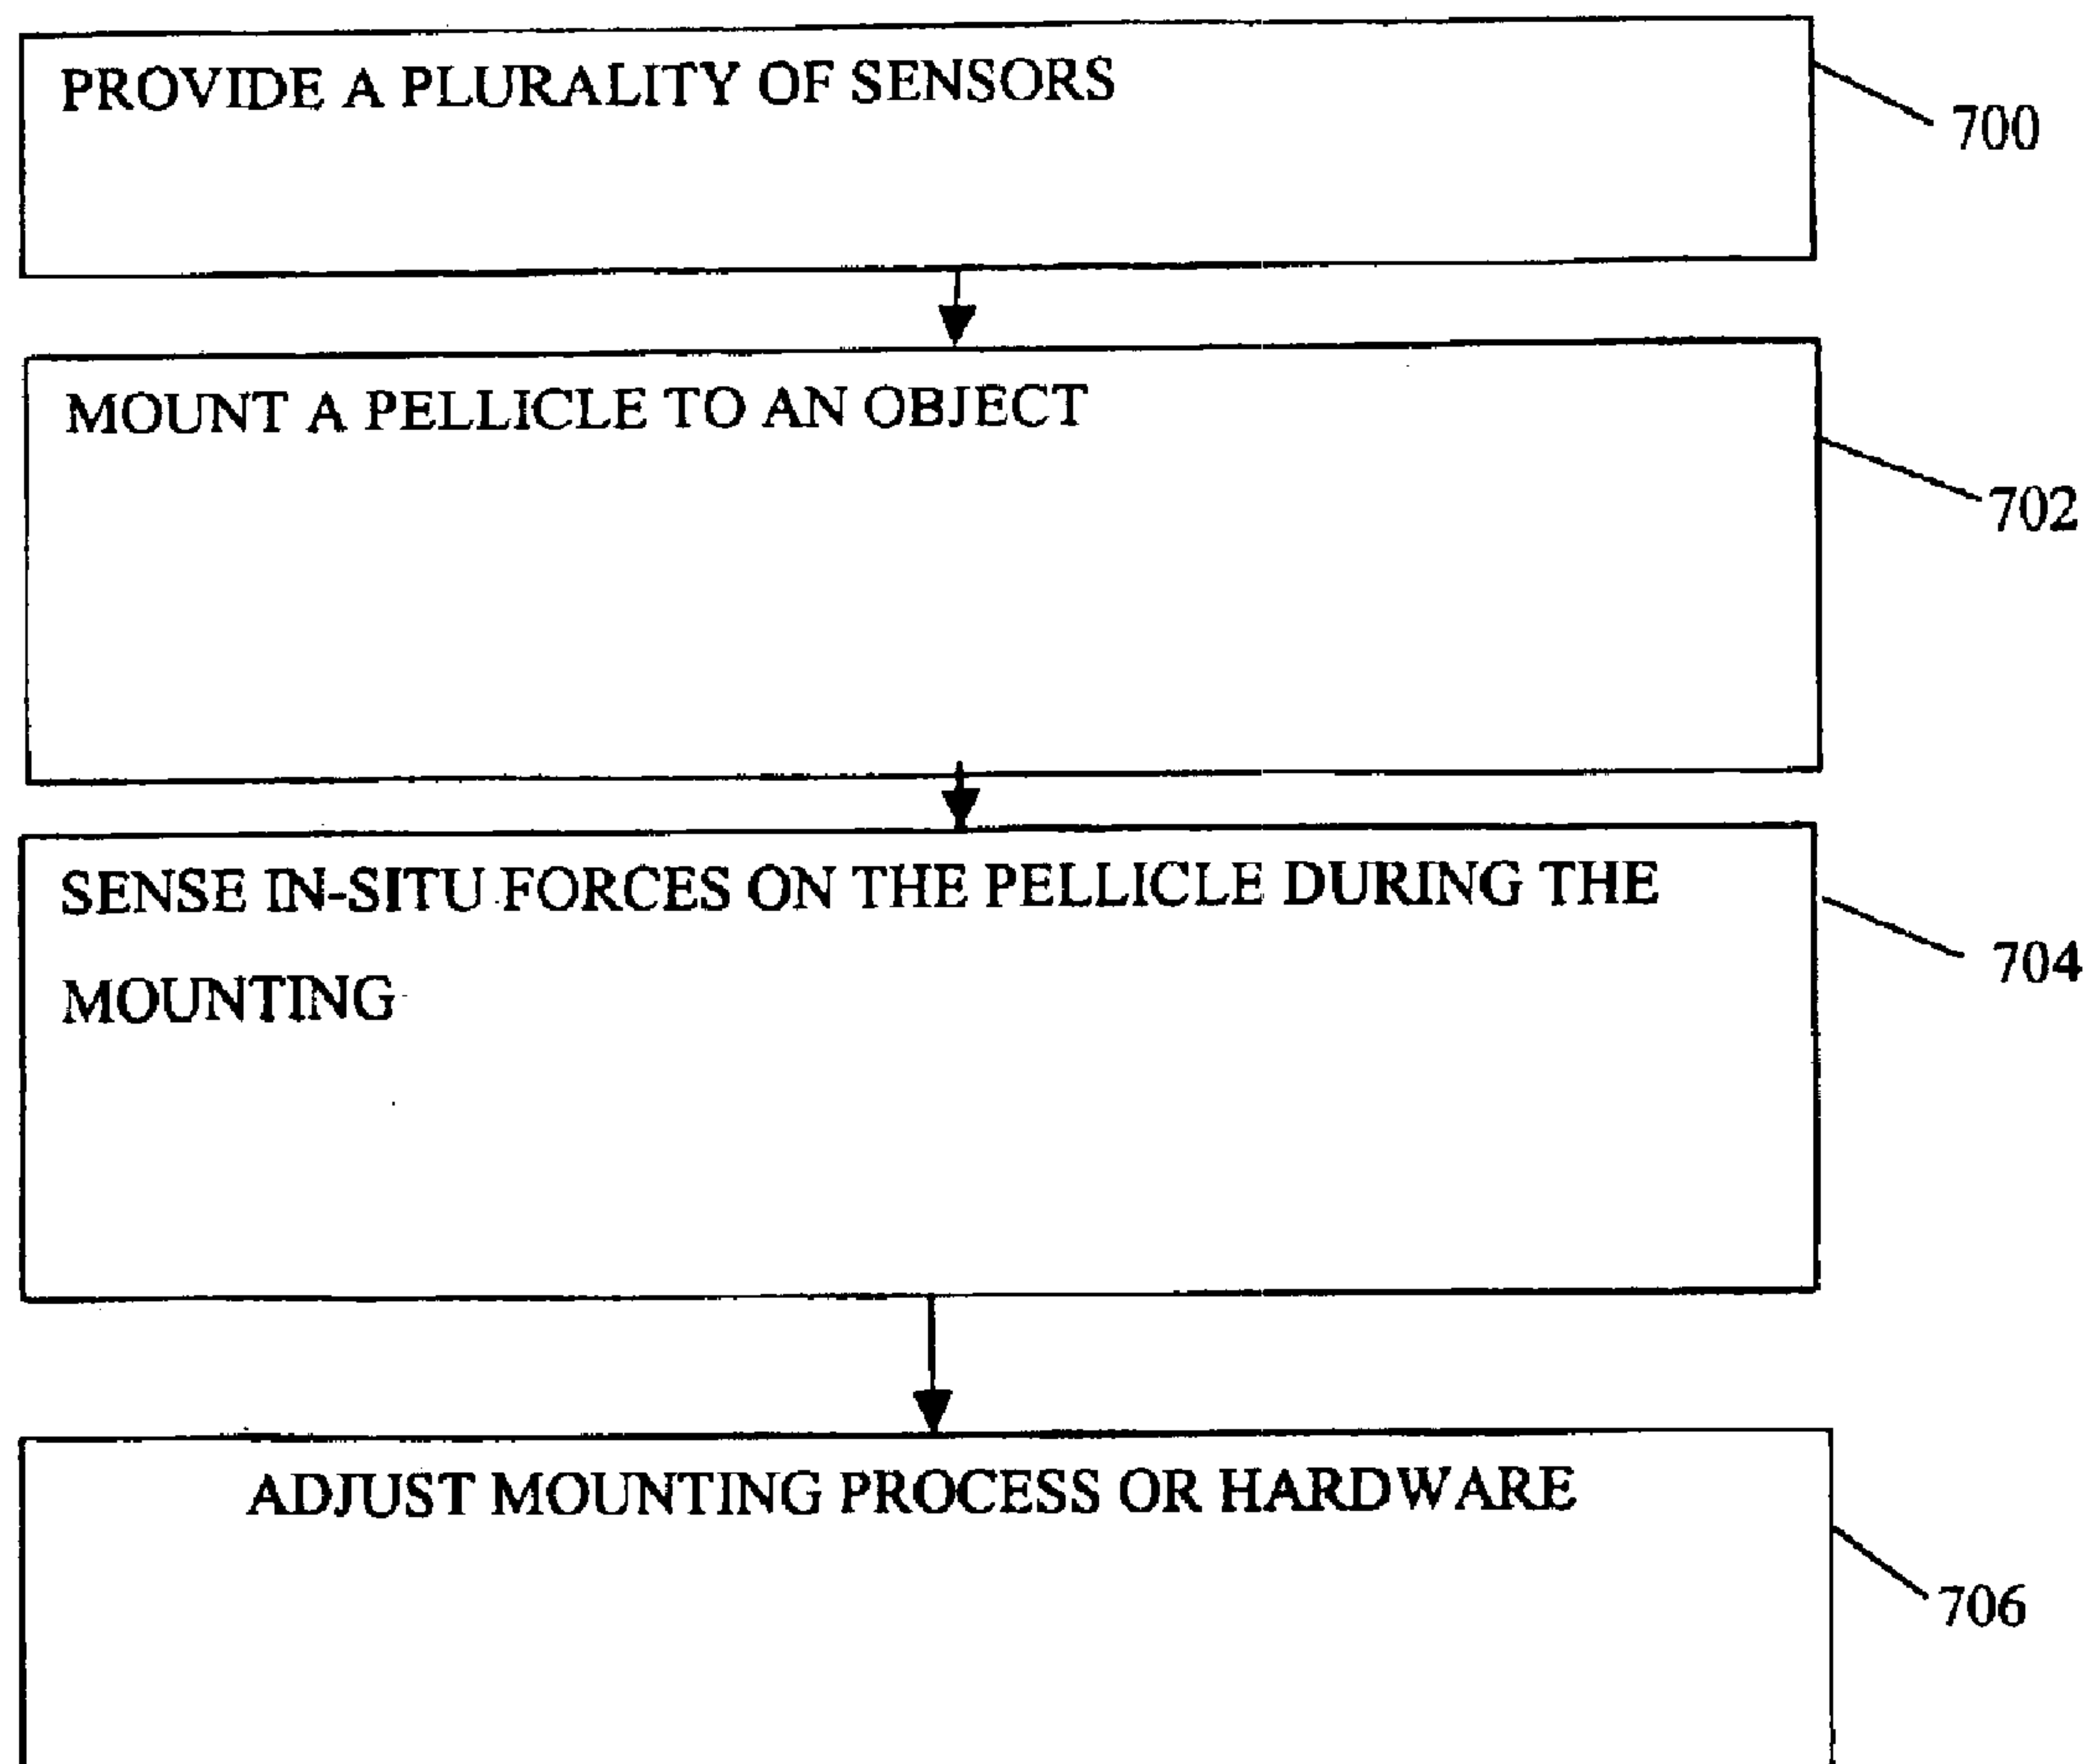 PROVIDE A PLURALITY OF SENSORS
700
MOUNT A PELLICLE TO AN OBJECT
702
SENSE IN-SITU FORCES ON THE PELLICLE DURING THE
MOUNTING
704
ADJUST MOUNTING PROCESS OR HARDWARE
706